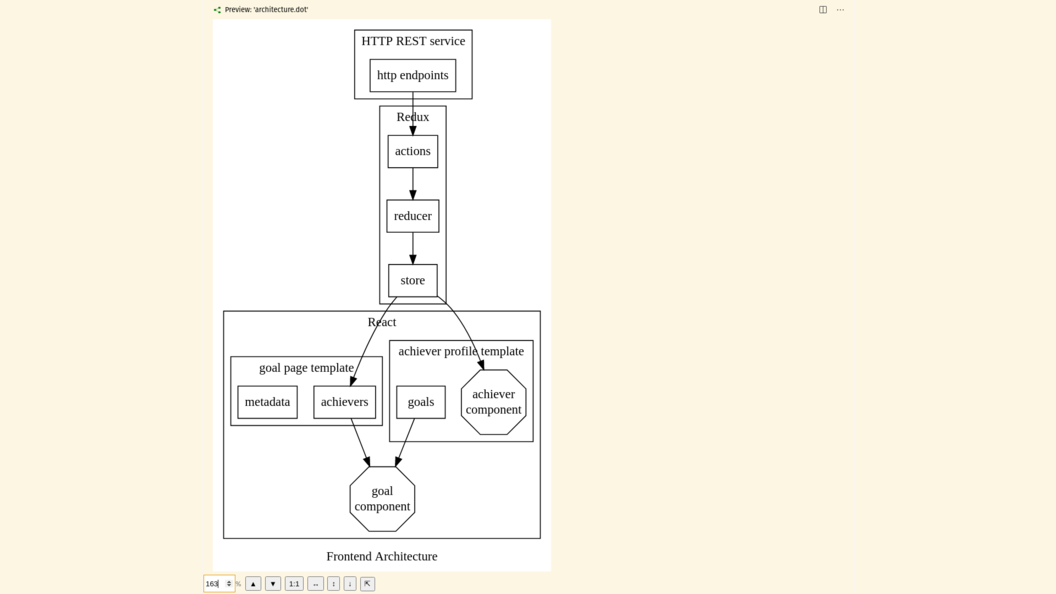 Preview: 'architecture.dot'
HTTP REST service
http endpoints
Redux
actions
reducer
store
React
achiever profile template
goal page template
metadata
achievers
goals
achiever
component
goal
component
Frontend Architecture
163 %
1:1